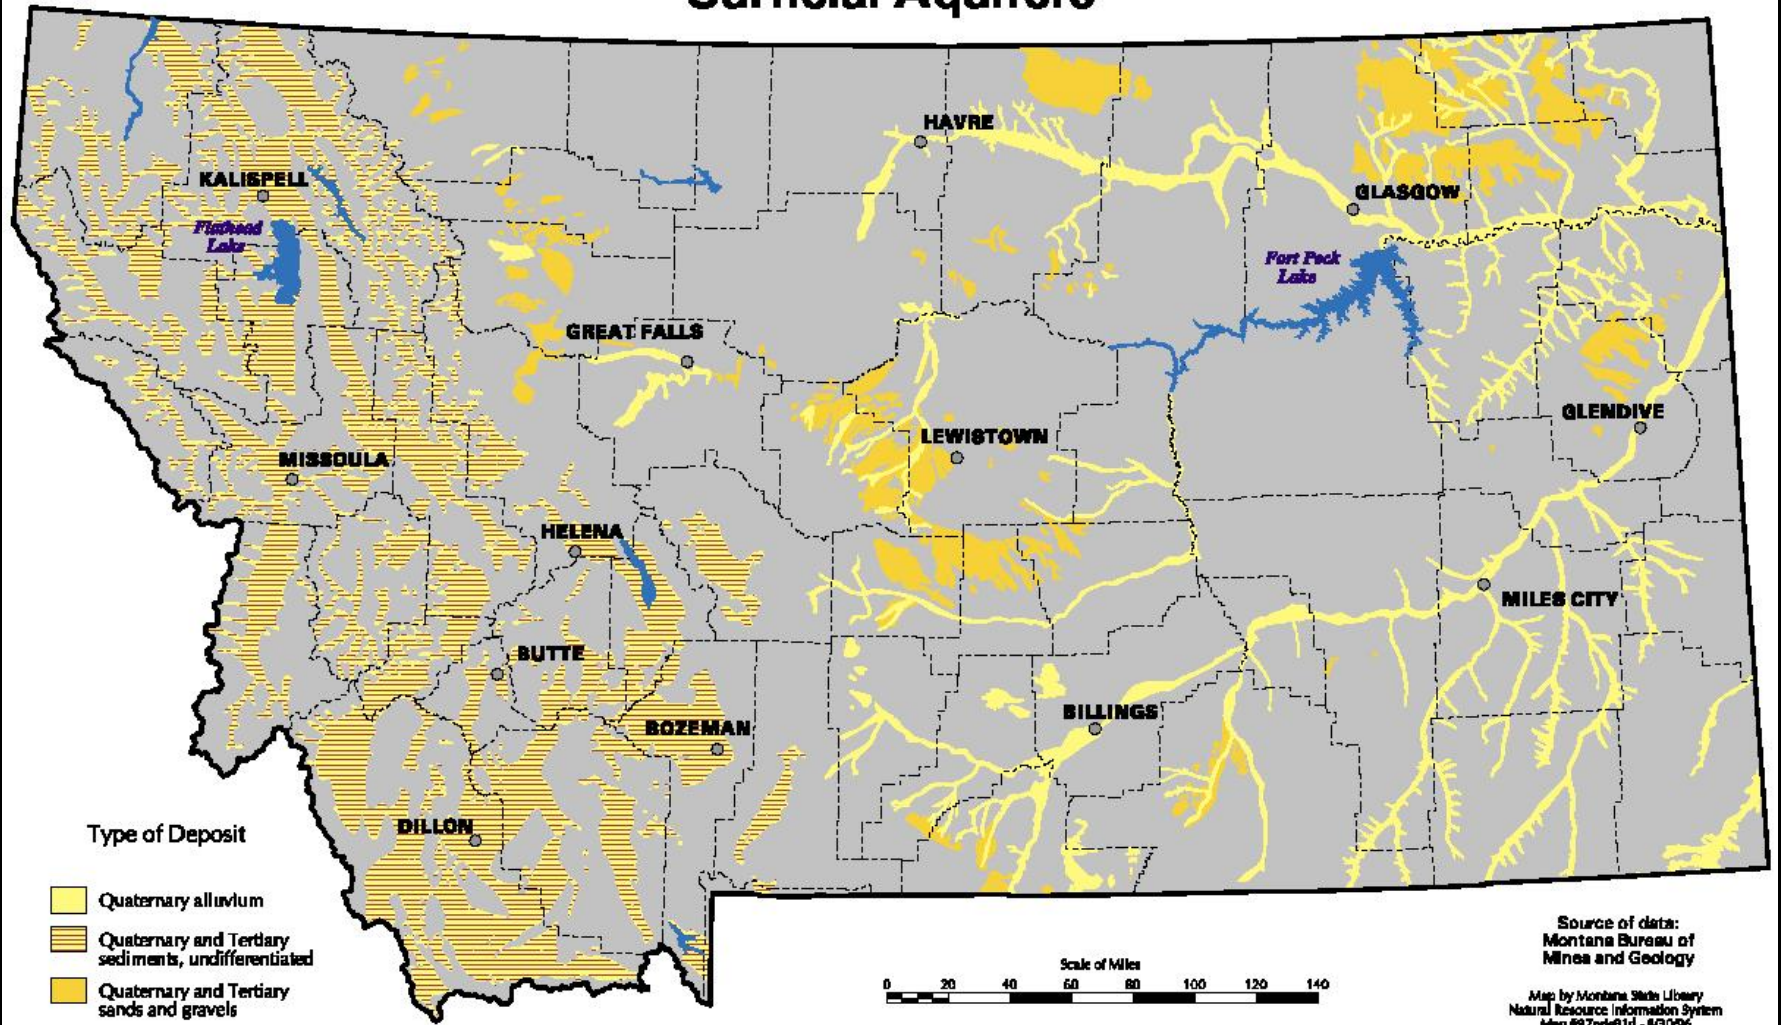 Surficial Aquifers
HAVRE
KALISPELL
GLASGOW
Flathead
Lake
Fort Peck
Lake
GREAT FALLS
GLENDIVE
LEWISTOWN
MISSOULA
HELENA
MILES CITY
BUTTE
BILLINGS
BOZEMAN
DILLON
Type of Deposit
Quaternary alluvium
Quaternary and Tertiary
sediments, undifferentiated
Quaternary and Tertiary
sands and gravels
Scale of Miles
0 20 40 60 80 100 120 140
Source of data:
Montana Bureau of
Mines and Geology
Map by Montana State Library
Natural Resource Information System